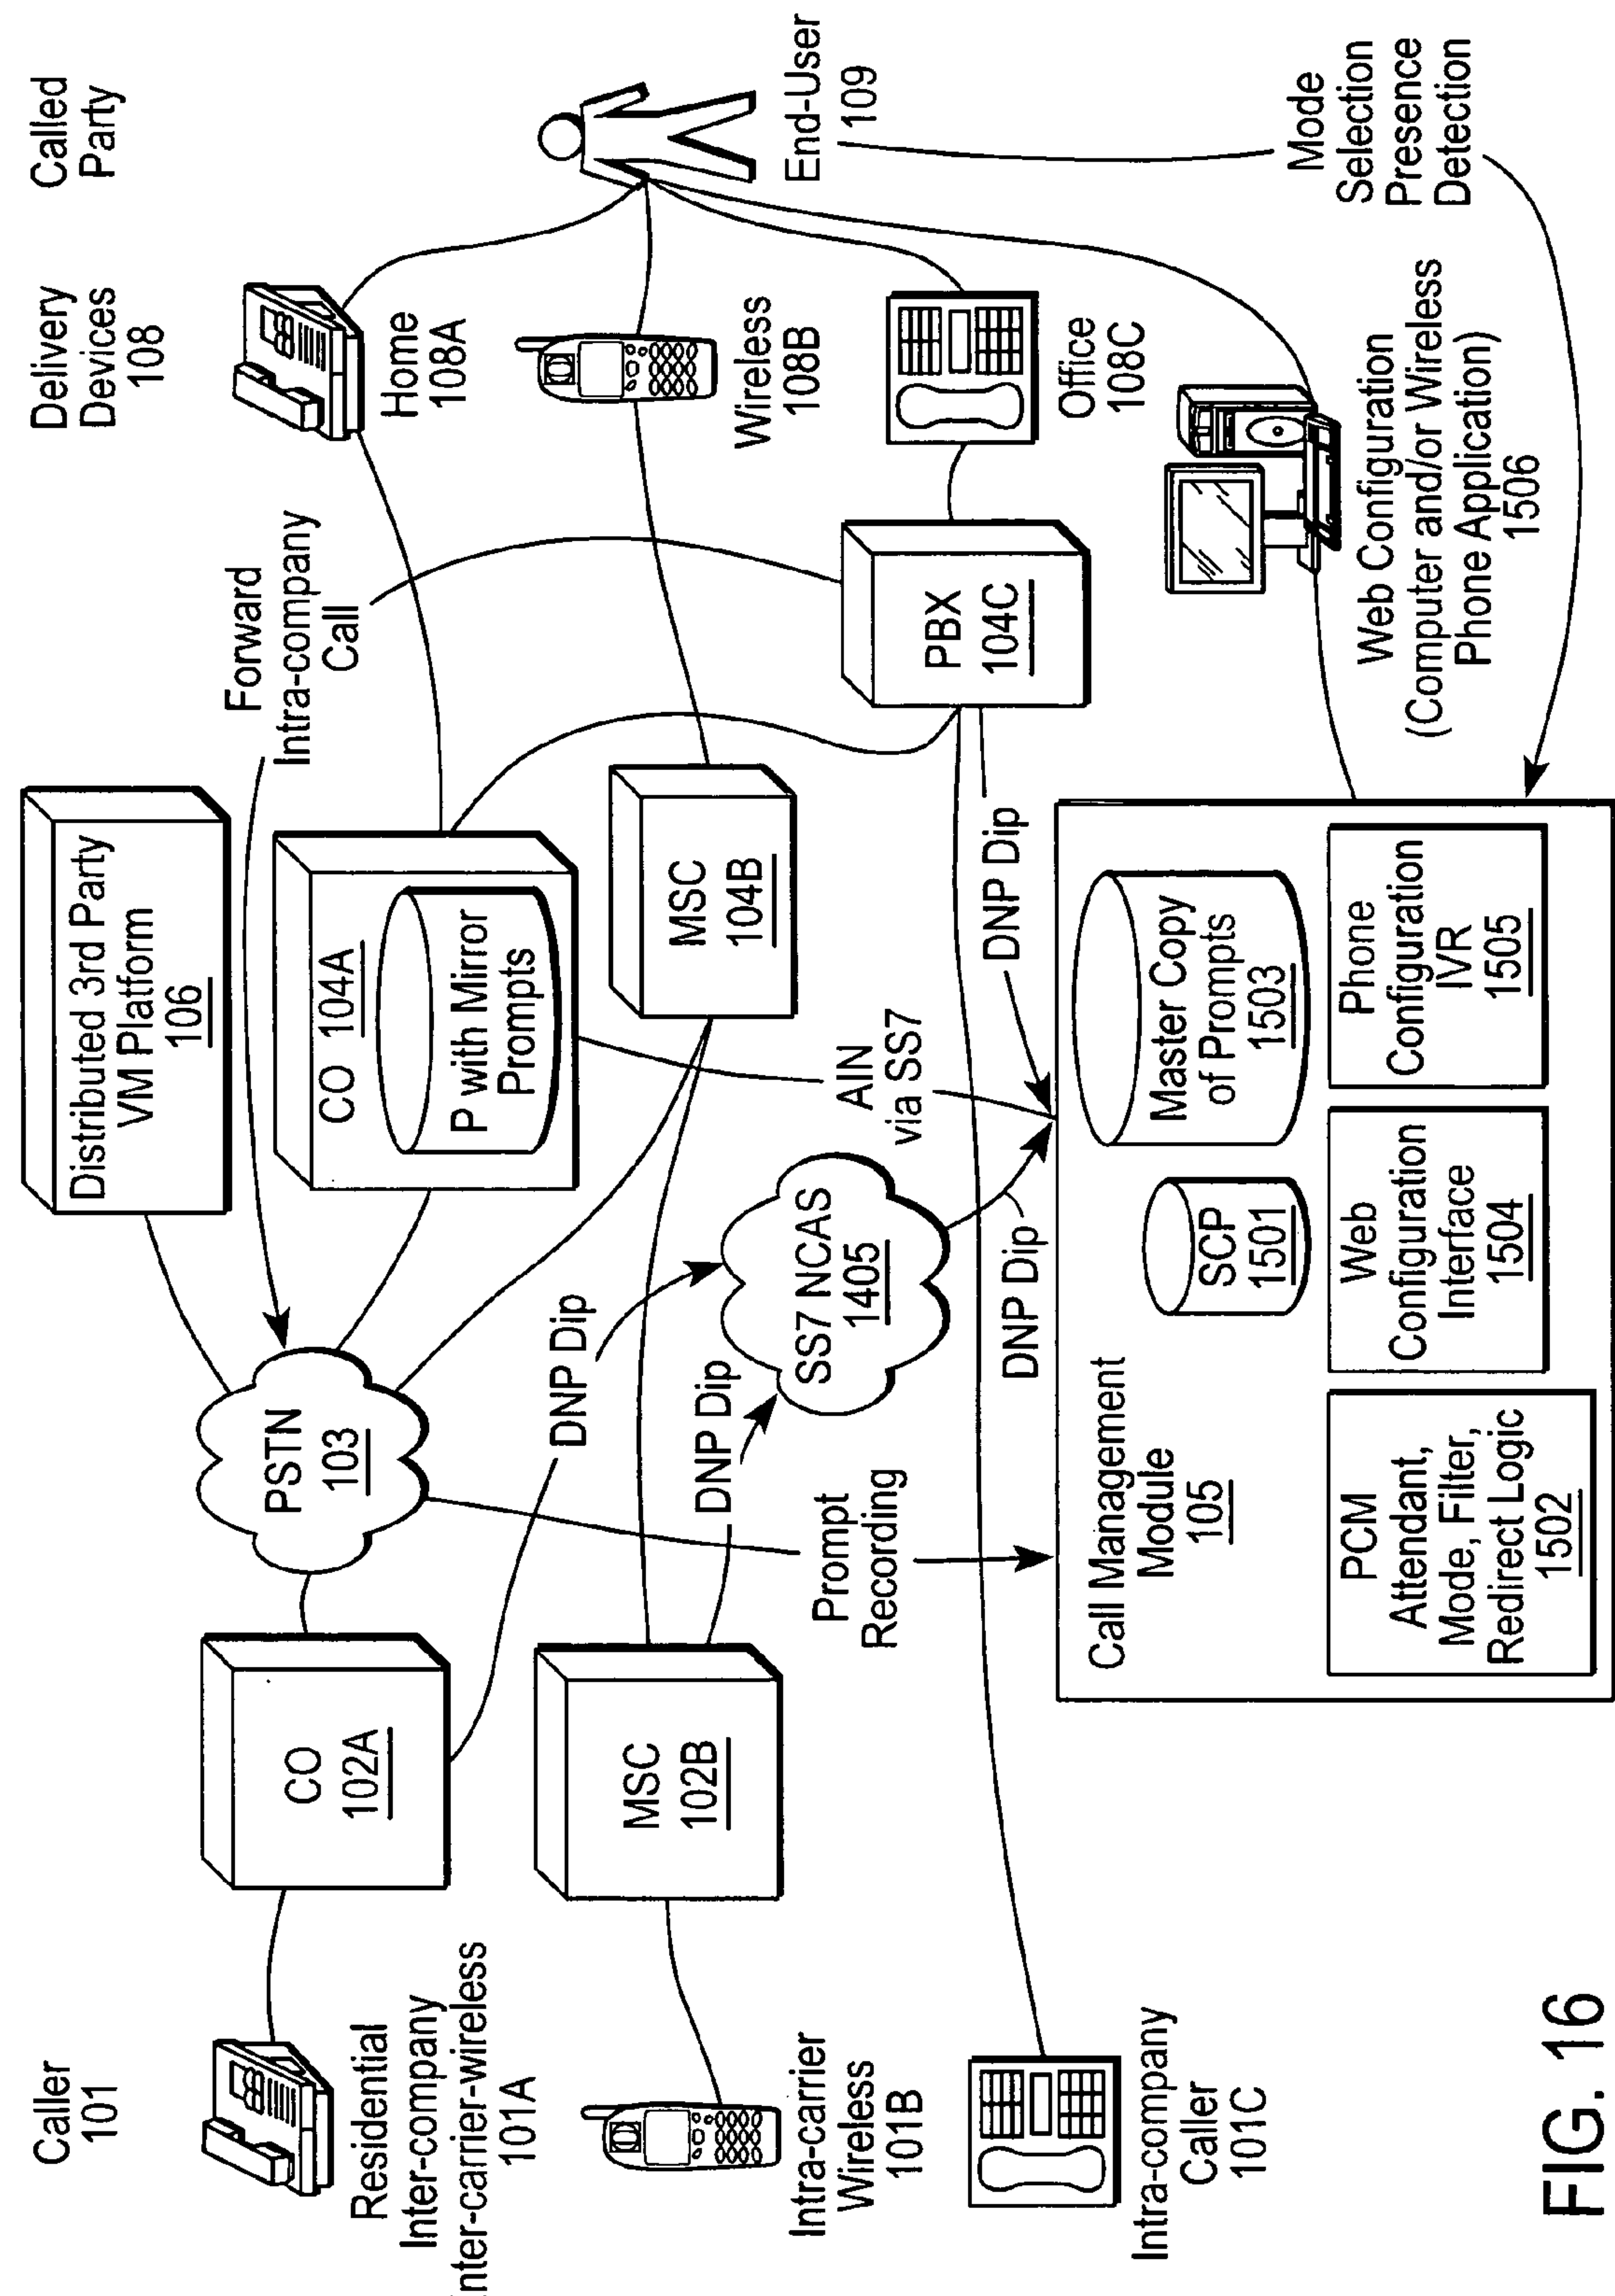 Caller
101
Delivery
Devices
108
Called
Party
Residential
Inter-company
nter-carrier-wireless
101A
CO
102A
PSTN
103
Distributed 3rd Party
VM Platform
106
Forward
Intra-company
Call
Home
108A
CO 104A
P with Mirror
Prompts
Intra-carrier
Wireless
101B
MSC
102B
DNP Dip
DNP Dip
MSC
104B
Wireless
108B
End-User
109
SS7 NCAS
1405
AIN
via SS7
Prompt
Recording
DNP Dip
DNP Dip
PBX
104C
Office
108C
Intra-company
Caller
101C
Call Management
Module
105
SCP
1501
Master Copy
of Prompts
1503
PCM
Attendant,
Mode, Filter,
Redirect Logic
1502
Web
Configuration
Interface
1504
Phone
Configuration
IVR
1505
Web Configuration
(Computer and/or Wireless
Phone Application)
1506
Mode
Selection
Presence
Detection
FIG. 16